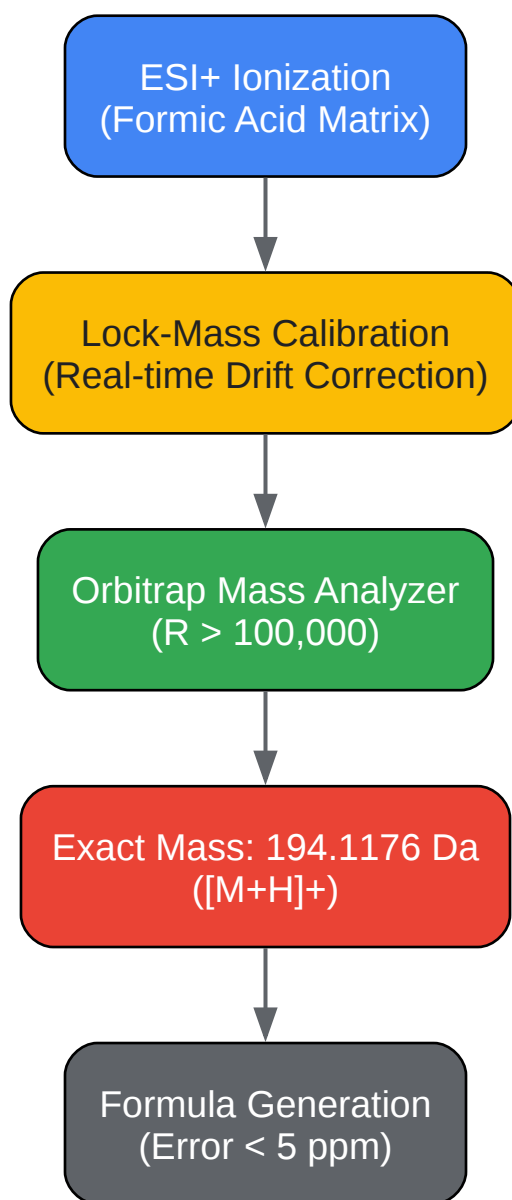 ESI+ Ionization
(Formic Acid Matrix)
Lock-Mass Calibration
(Real-time Drift Correction)
Orbitrap Mass Analyzer
(R > 100,000)
Exact Mass: 194.1176 Da
([M+H]+)
Formula Generation
(Error < 5 ppm)